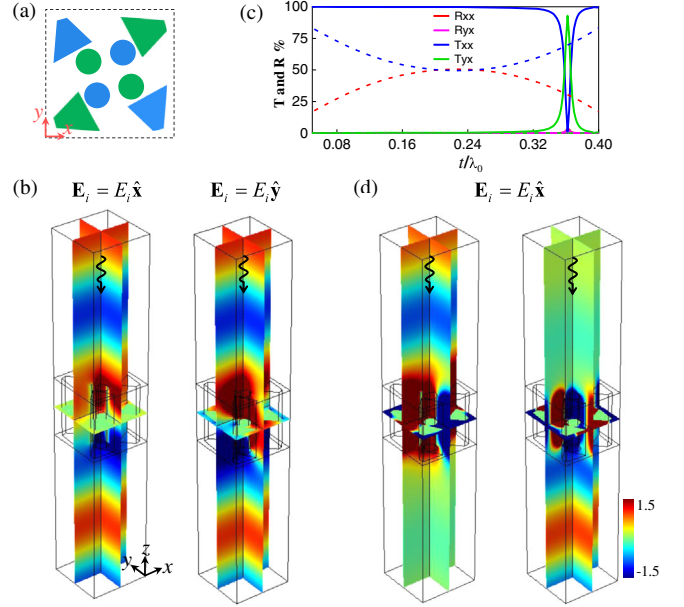 (a)
y
x
(c)
T and R %
100
75
50
25
0
Rxx
Ryx
Txx
Tyx
0.08 0.16 0.24 0.32 0.40
t/λ₀
(b)
𝐄ᵢ = Eᵢx̂
𝐄ᵢ = Eᵢŷ
(d)
𝐄ᵢ = Eᵢx̂
z
y
x
1.5
-1.5